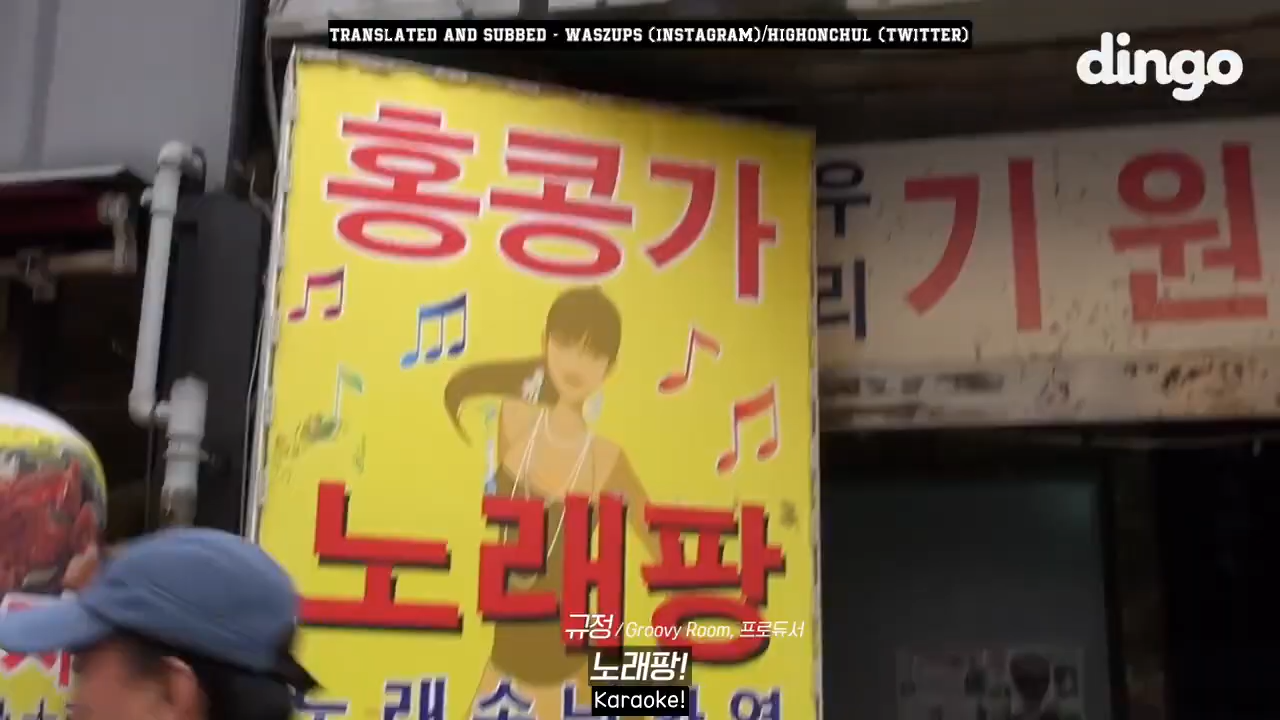 TRANSLATED AND SUBBED - WASZUPS (INSTAGRAM)/HIGHONCHUL (TWITTER)
dingo
홍콩가
우리
기원
노래팡
규정 / Groovy Room, 프로듀서
노래팡!
Karaoke!